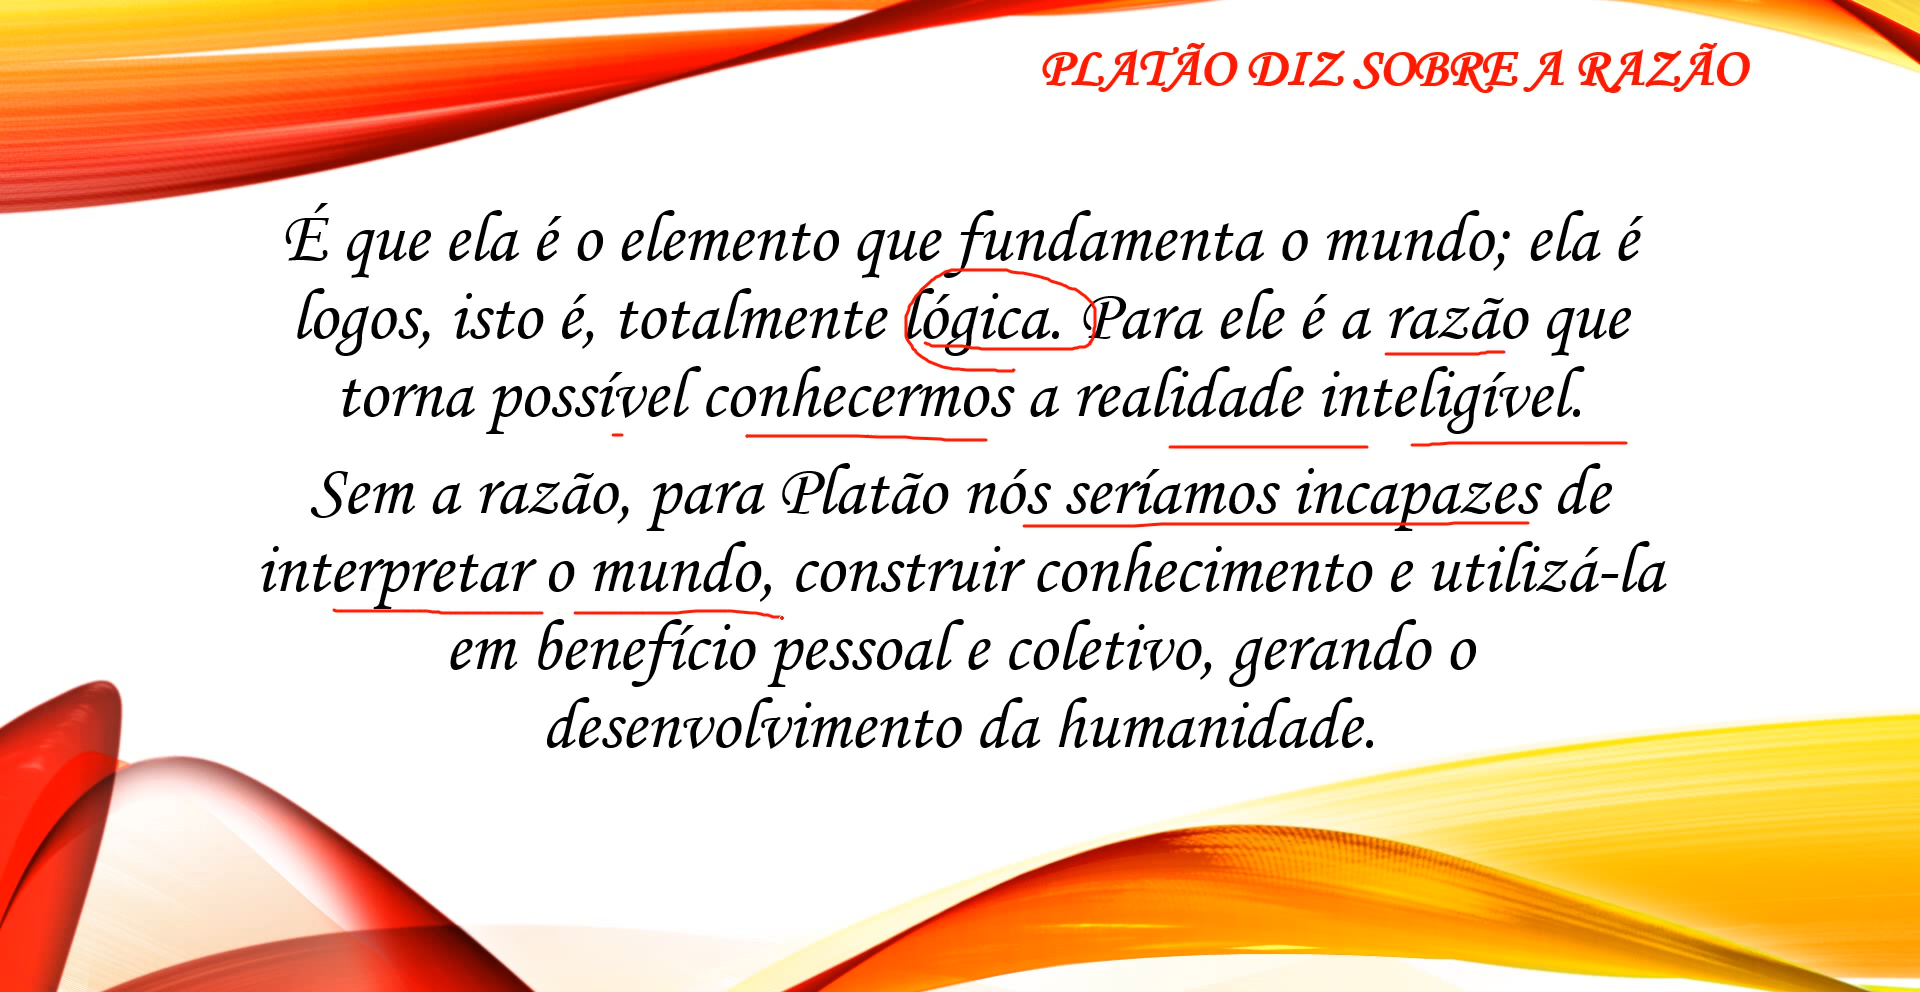 PLATÃO DIZ SOBRE A RAZÃO
É que ela é o elemento que fundamenta o mundo; ela é
logos, isto é, totalmente lógica. Para ele é a razão que
torna possível conhecermos a realidade inteligível.
Sem a razão, para Platão nós seríamos incapazes de
interpretar o mundo, construir conhecimento e utilizá-la
em benefício pessoal e coletivo, gerando o
desenvolvimento da humanidade.